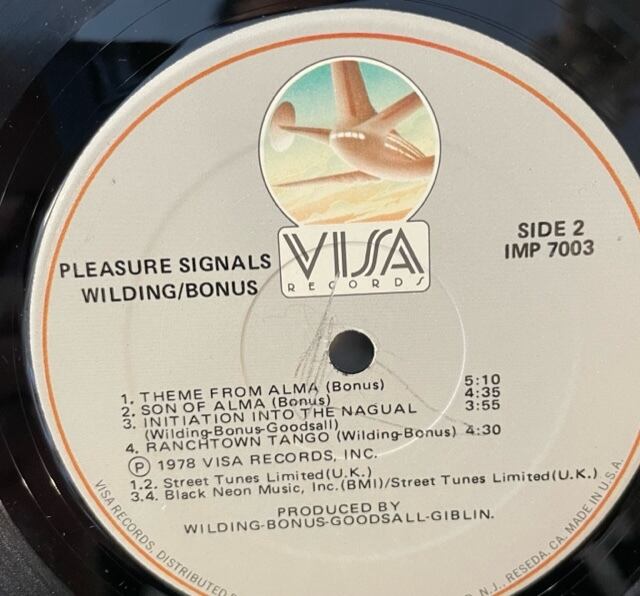 VISA
RECORDS
PLEASURE SIGNALS
WILDING/BONUS
SIDE 2
IMP 7003
1. THEME FROM ALMA (Bonus) 5:10
2. SON OF ALMA (Bonus) 4:35
3. INITIATION INTO THE NAGUAL 3:55
(Wilding-Bonus-Goodsall)
4. RANCHTOWN TANGO (Wilding-Bonus) 4:30
Ⓟ 1978 VISA RECORDS, INC.
1.2. Street Tunes Limited(U.K.)
3.4. Black Neon Music, Inc.(BMI)/Street Tunes Limited(U.K.)
PRODUCED BY
WILDING-BONUS-GOODSALL-GIBLIN.
VISA RECORDS, DISTRIBUTED N.J., RESEDA, CA. MADE IN U.S.A.